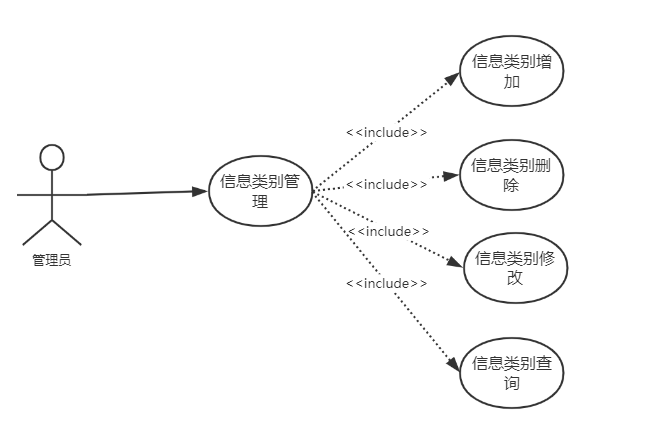 信息类别增
加
<<include>>
信息类别删
除
<<include>>
信息类别管
理
<<include>>
信息类别修
改
管理员
<<include>>
信息类别查
询